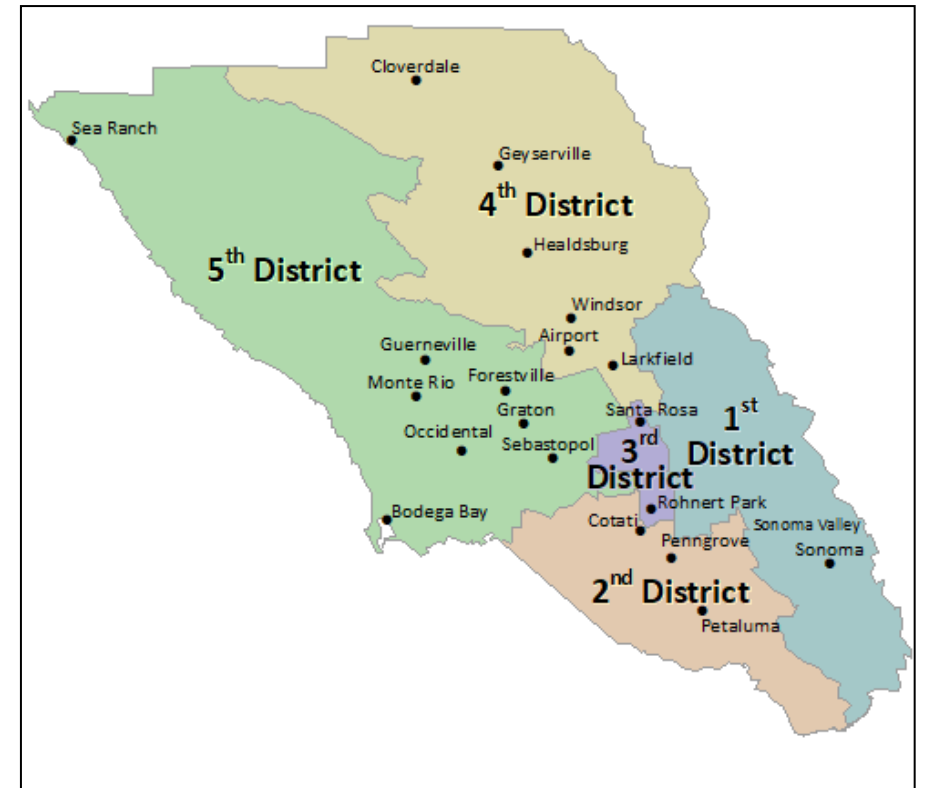 Cloverdale
Sea Ranch
Geyserville
4th District
Healdsburg
5th District
Windsor
Airport
Guerneville
Larkfield
Monte Rio
Forestville
Graton
Santa Rosa
1st
District
Occidental
Sebastopol
3rd
District
Rohnert Park
Bodega Bay
Cotati
Sonoma Valley
Penngrove
Sonoma
2nd District
Petaluma